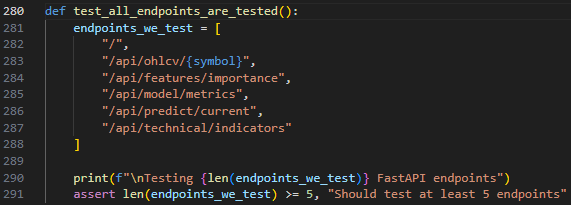 280 def test_all_endpoints_are_tested():
281     endpoints_we_test = [
282         "/",
283         "/api/ohlcv/{symbol}",
284         "/api/features/importance",
285         "/api/model/metrics",
286         "/api/predict/current",
287         "/api/technical/indicators"
288     ]
289
290     print(f"\nTesting {len(endpoints_we_test)} FastAPI endpoints")
291     assert len(endpoints_we_test) >= 5, "Should test at least 5 endpoints"